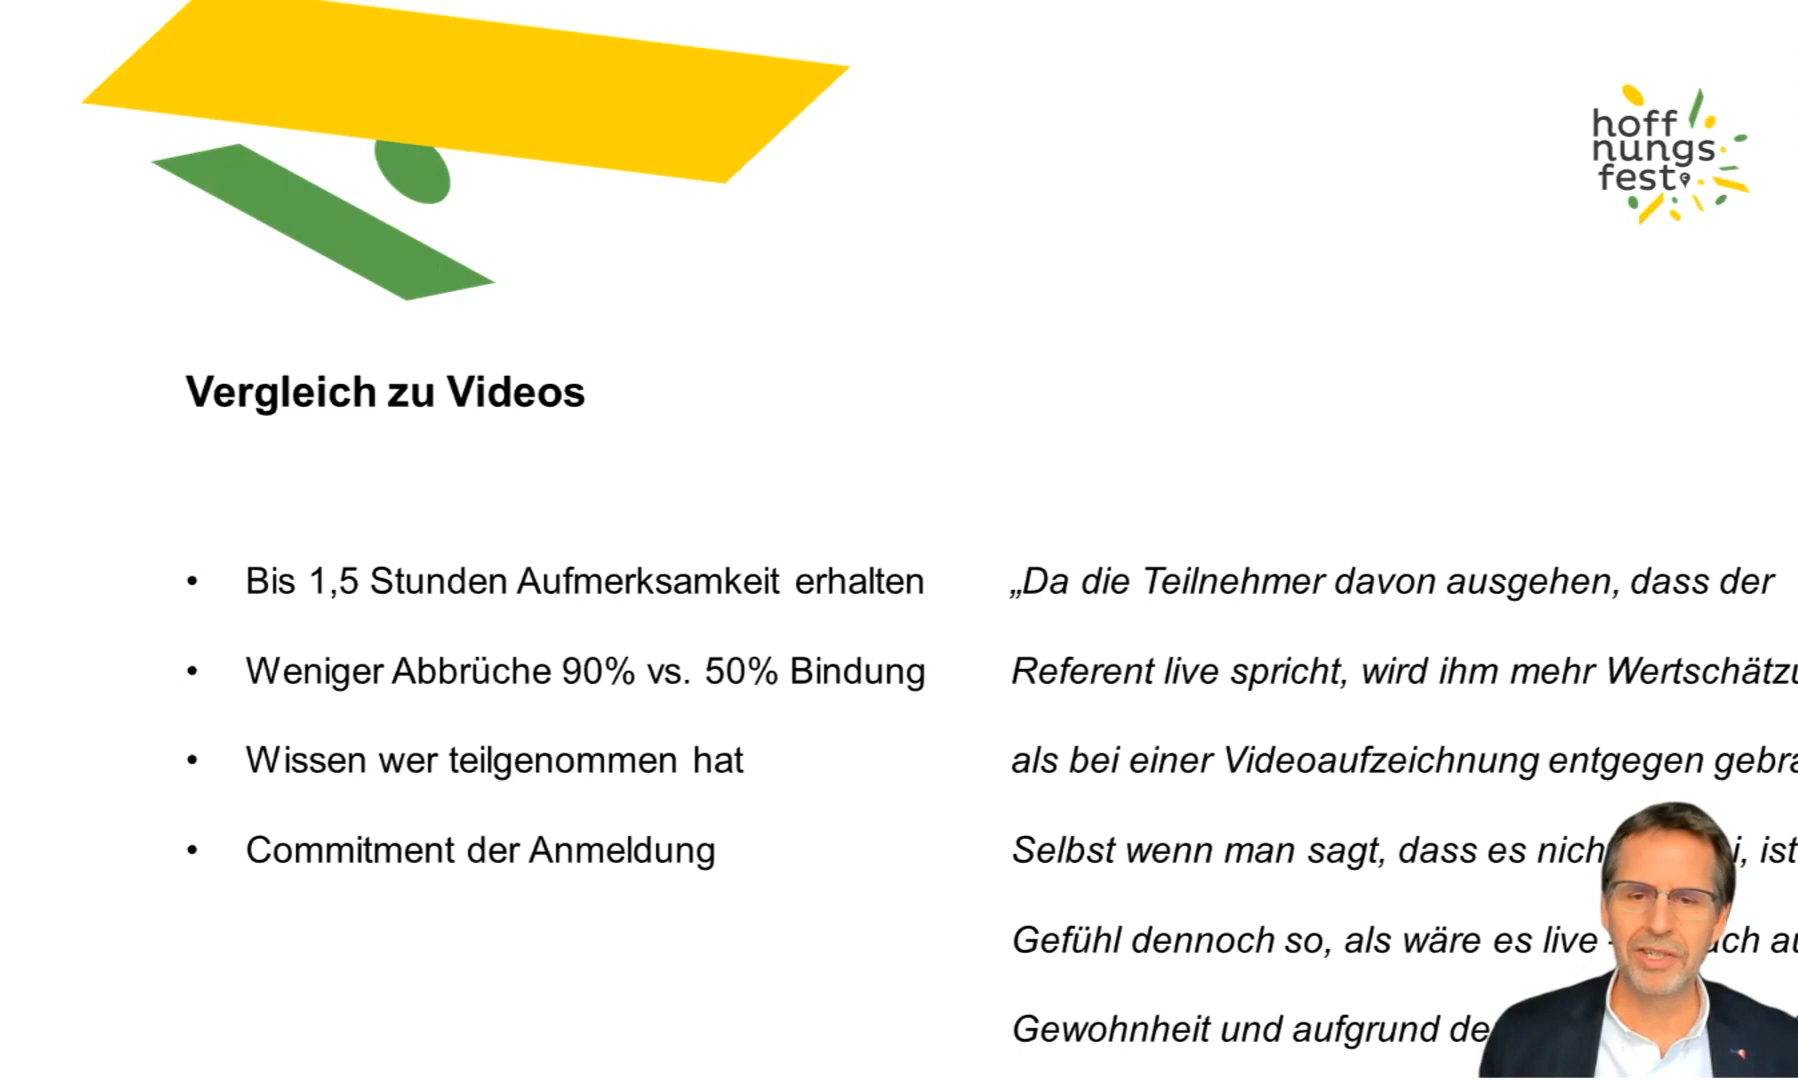 hoff
nungs
fest
Vergleich zu Videos
• Bis 1,5 Stunden Aufmerksamkeit erhalten
• Weniger Abbrüche 90% vs. 50% Bindung
• Wissen wer teilgenommen hat
• Commitment der Anmeldung
„Da die Teilnehmer davon ausgehen, dass der
Referent live spricht, wird ihm mehr
als bei einer Videoaufzeichnung entgegen
Selbst wenn man sagt, dass es ist
Gefühl dennoch so, als wäre es live
Gewohnheit und aufgrund